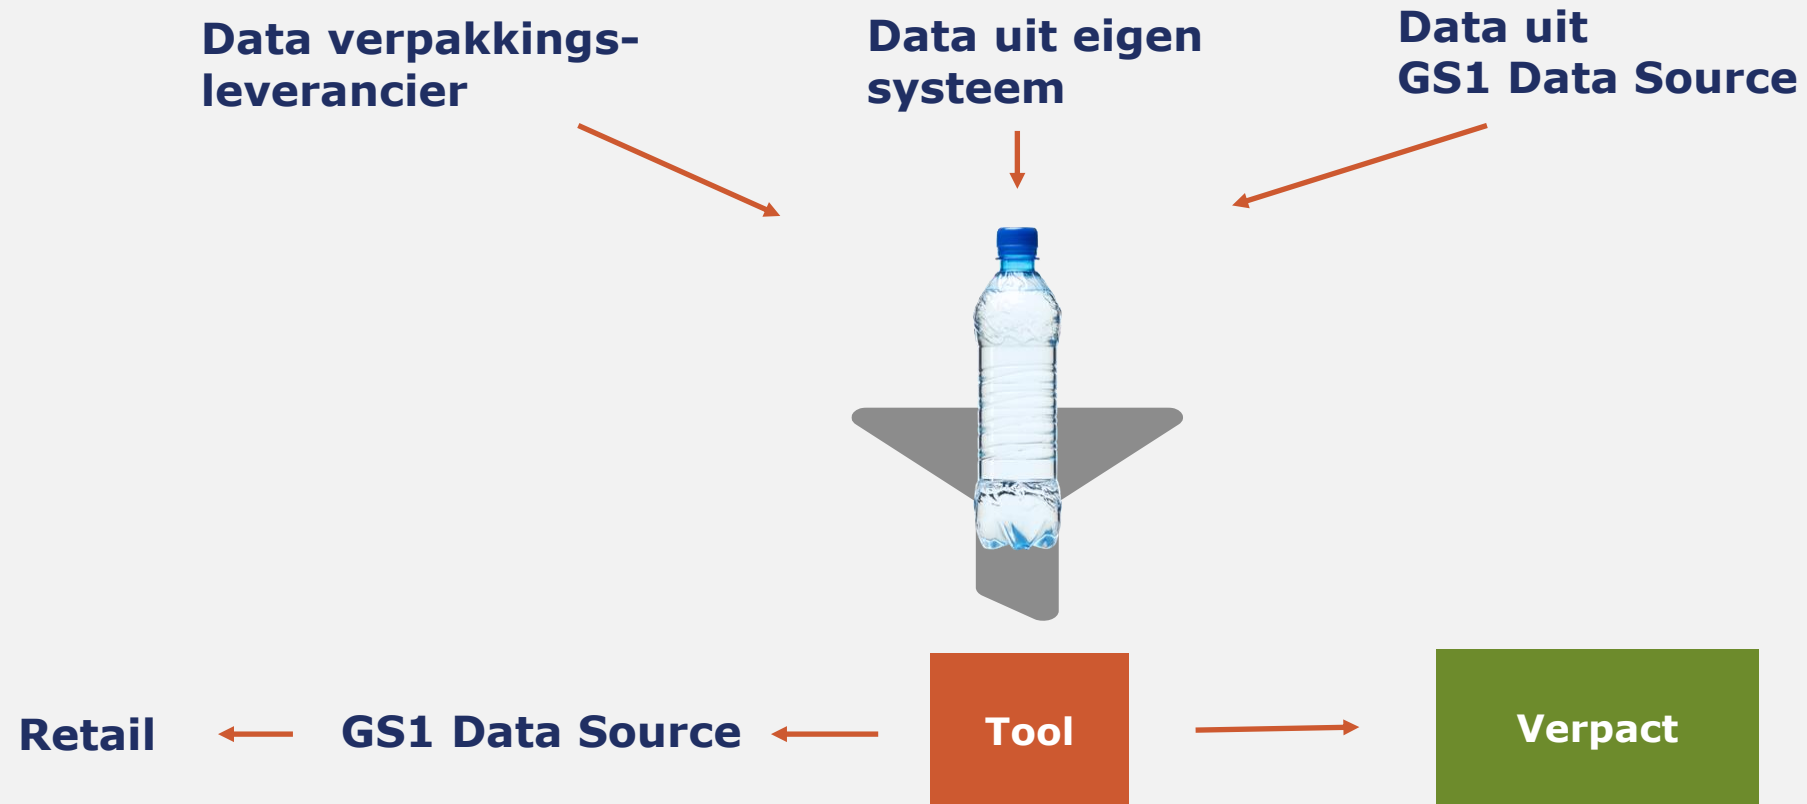 Data verpakkings-
leverancier
Data uit eigen
systeem
Data uit
GS1 Data Source
Retail
GS1 Data Source
Tool
Verpact